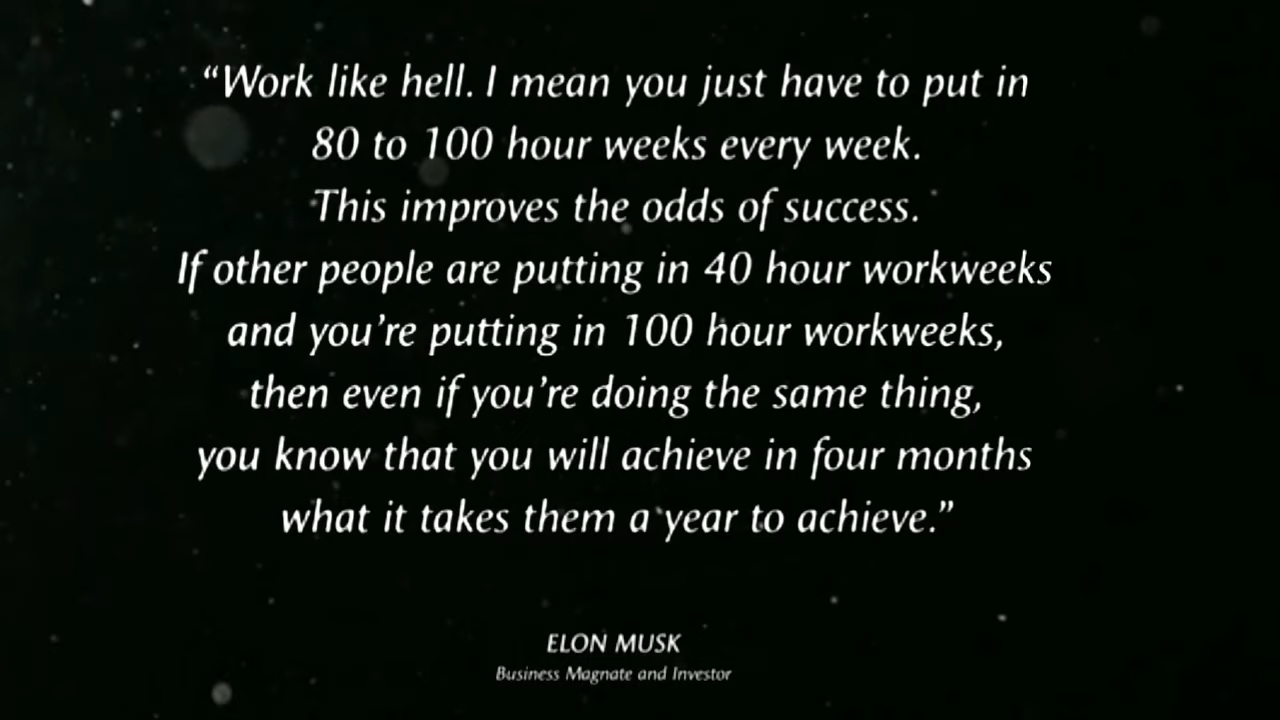 “Work like hell. I mean you just have to put in
80 to 100 hour weeks every week.
This improves the odds of success.
If other people are putting in 40 hour workweeks
and you’re putting in 100 hour workweeks,
then even if you’re doing the same thing,
you know that you will achieve in four months
what it takes them a year to achieve.”
ELON MUSK
Business Magnate and Investor